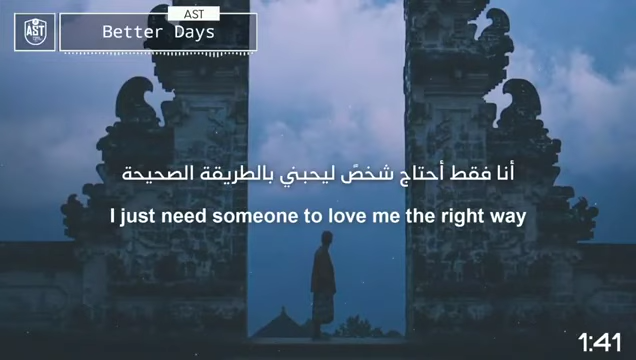 AST
AST
Better Days
أنا فقط أحتاج شخصً ليحبني بالطريقة الصحيحة
I just need someone to love me the right way
1:41